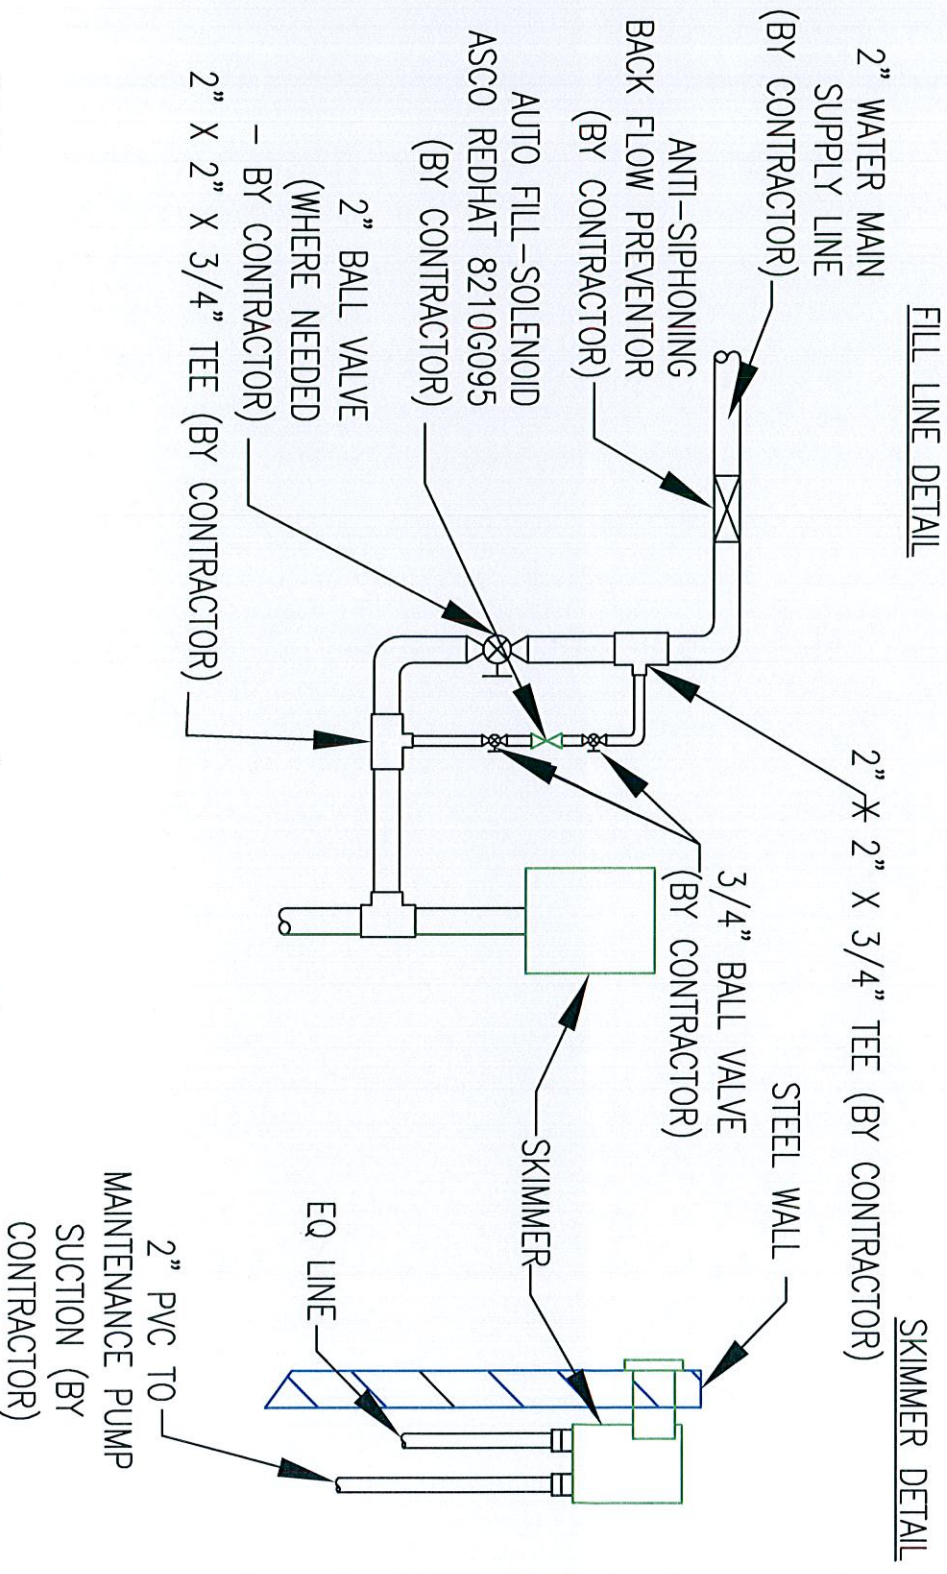 FILL LINE DETAIL
2" WATER MAIN
SUPPLY LINE
(BY CONTRACTOR)
ANTI-SIPHONING
BACK FLOW PREVENTOR
(BY CONTRACTOR)
AUTO FILL-SOLENOID
ASCO REDHAT 8210G095
(BY CONTRACTOR)
2" BALL VALVE
(WHERE NEEDED
- BY CONTRACTOR)
2" X 2" X 3/4" TEE (BY CONTRACTOR)
2" X 2" X 3/4" TEE (BY CONTRACTOR)
3/4" BALL VALVE
(BY CONTRACTOR)
SKIMMER DETAIL
STEEL WALL
SKIMMER
EQ LINE
2" PVC TO
MAINTENANCE PUMP
SUCTION (BY
CONTRACTOR)